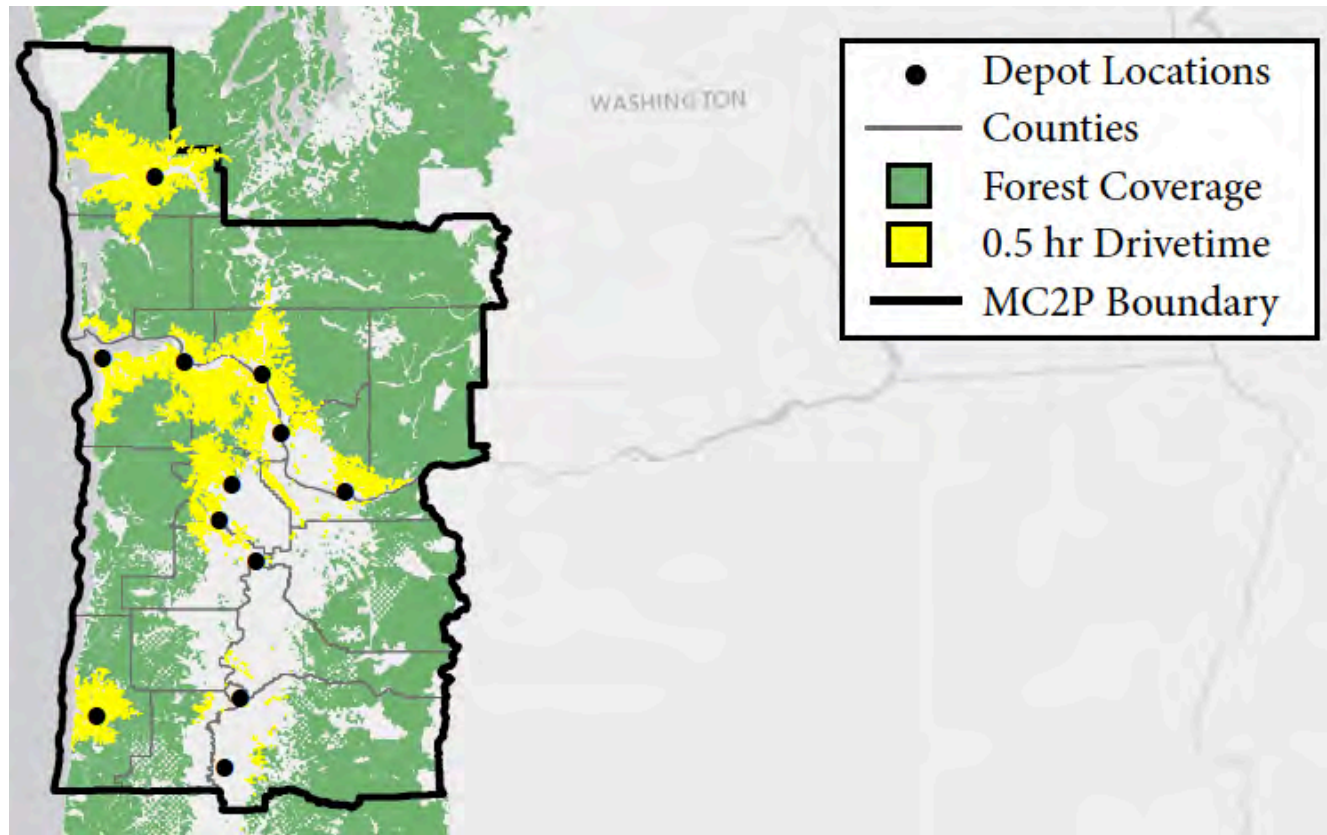 WASHINGTON
Depot Locations
Counties
Forest Coverage
0.5 hr Drivetime
MC2P Boundary